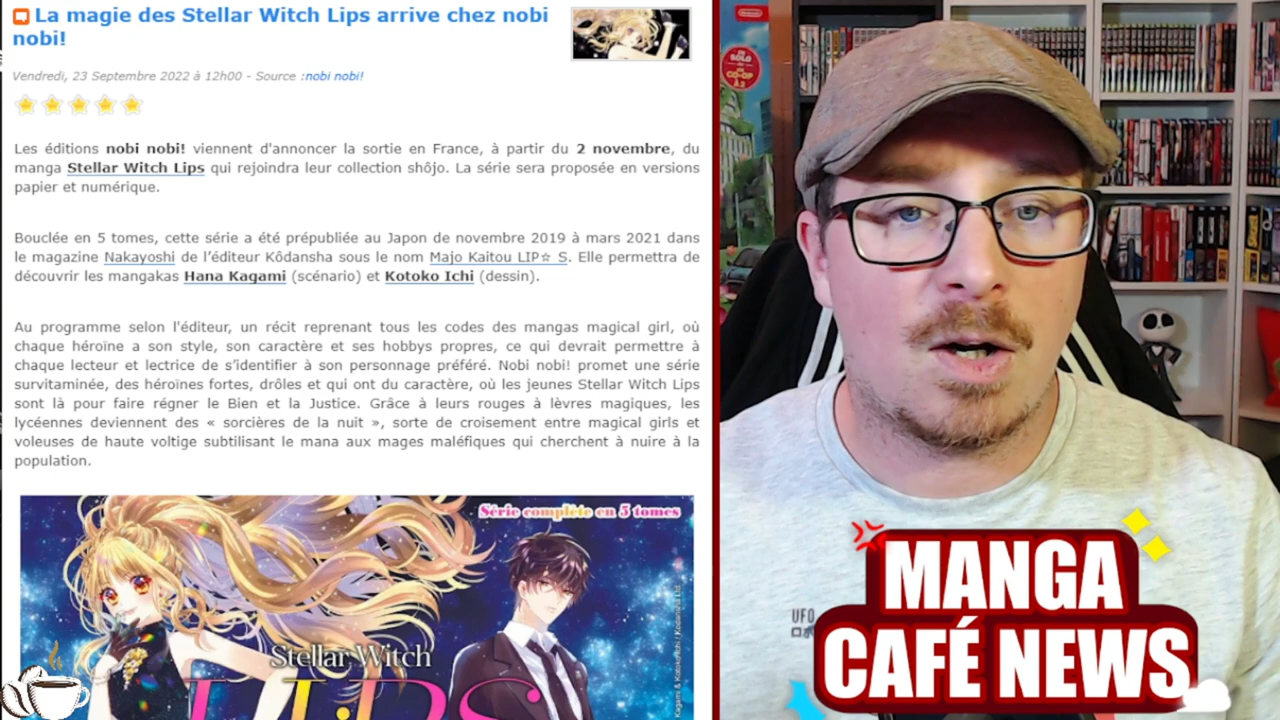 La magie des Stellar Witch Lips arrive chez nobi
nobi!
Vendredi, 23 Septembre 2022 à 12h00 - Source :nobi nobi!
Les éditions nobi nobi! viennent d'annoncer la sortie en France, à partir du 2 novembre, du
manga Stellar Witch Lips qui rejoindra leur collection shôjo. La série sera proposée en versions
papier et numérique.
Bouclée en 5 tomes, cette série a été prépubliée au Japon de novembre 2019 à mars 2021 dans
le magazine Nakayoshi de l’éditeur Kôdansha sous le nom Majo Kaitou LIP☆ S. Elle permettra de
découvrir les mangakas Hana Kagami (scénario) et Kotoko Ichi (dessin).
Au programme selon l'éditeur, un récit reprenant tous les codes des mangas magical girl, où
chaque héroïne a son style, son caractère et ses hobbys propres, ce qui devrait permettre à
chaque lecteur et lectrice de s’identifier à son personnage préféré. Nobi nobi! promet une série
survitaminée, des héroïnes fortes, drôles et qui ont du caractère, où les jeunes Stellar Witch Lips
sont là pour faire régner le Bien et la Justice. Grâce à leurs rouges à lèvres magiques, les
lycéennes deviennent des « sorcières de la nuit », sorte de croisement entre magical girls et
voleuses de haute voltige subtilisant le mana aux mages maléfiques qui cherchent à nuire à la
population.
Série complète en 5 tomes
Stellar Witch
LIPS
Nintendo
EN
SOLO
OU EN
CO-OP
À 2
UFO
MANGA
CAFÉ NEWS